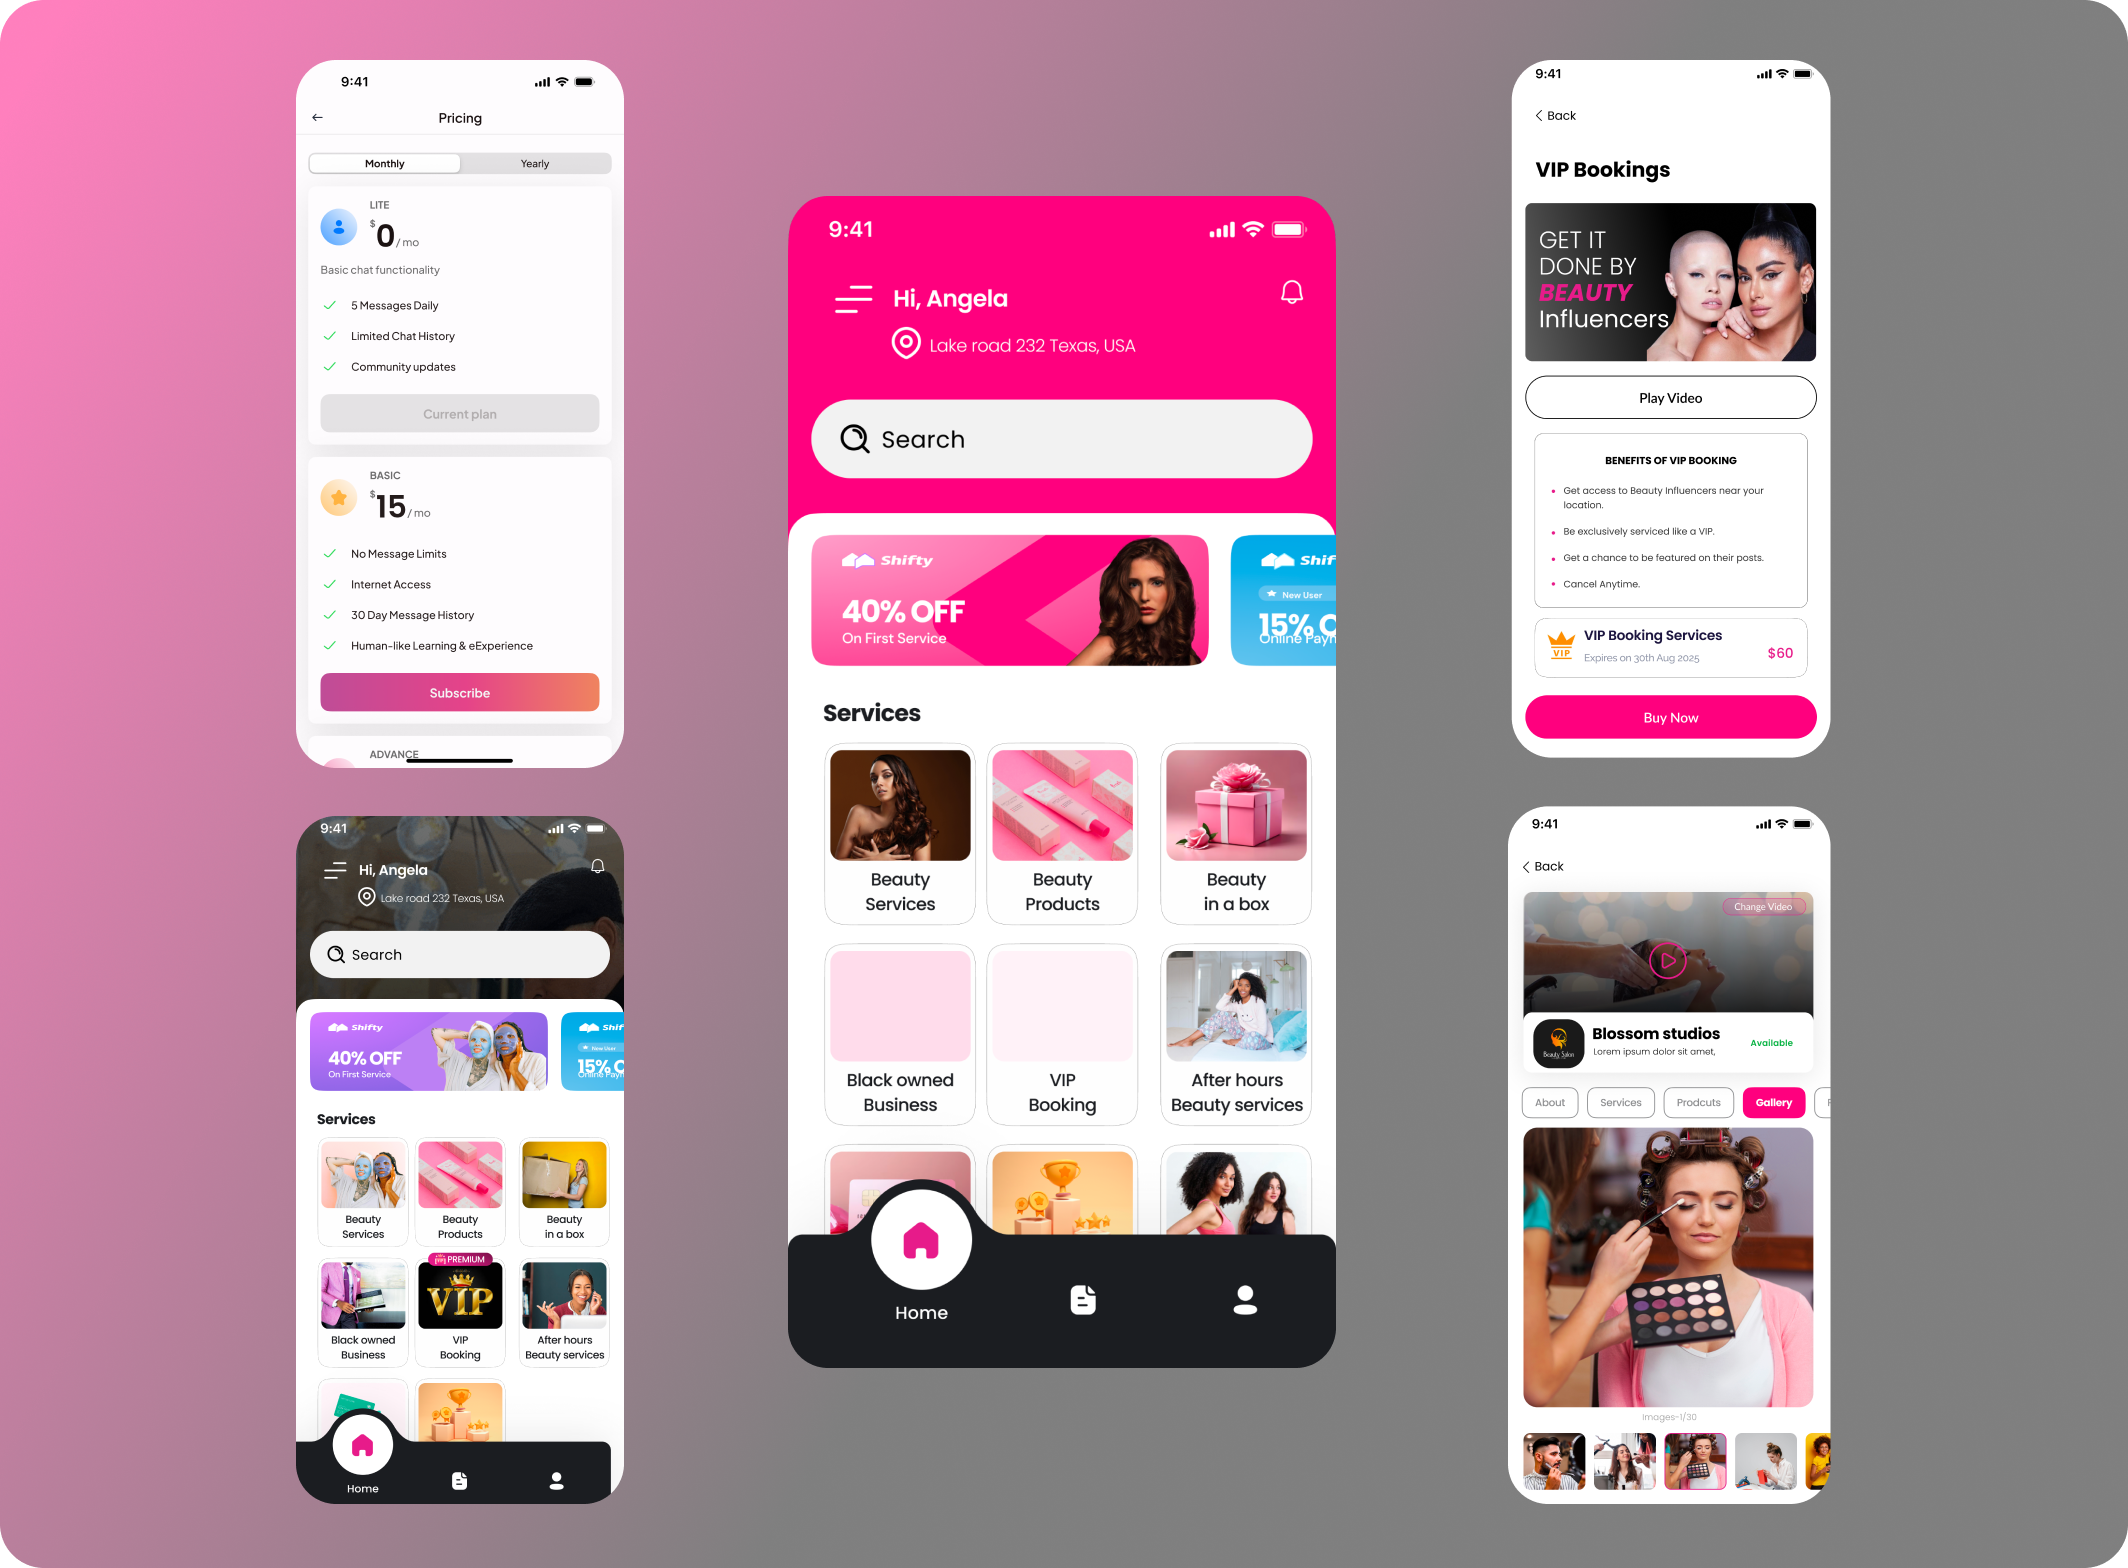 9:41
Pricing
Monthly
Yearly
LITE
$0/mo
Basic chat functionality
5 Messages Daily
Limited Chat History
Community updates
Current plan
BASIC
$15/mo
No Message Limits
Internet Access
30 Day Message History
Human-like Learning & eExperience
Subscribe
ADVANCE
9:41
Hi, Angela
Lake road 232 Texas, USA
Search
Shifty
40% OFF
On First Service
Shif
New User
15% O
Online Payn
Services
Beauty
Services
Beauty
Products
Beauty
in a box
Black owned
Business
PREMIUM
VIP
VIP
Booking
After hours
Beauty services
Home
9:41
Hi, Angela
Lake road 232 Texas, USA
Search
Shifty
40% OFF
On First Service
Shif
New User
15% O
Online Payn
Services
Beauty
Services
Beauty
Products
Beauty
in a box
Black owned
Business
VIP
Booking
After hours
Beauty services
Home
9:41
Back
VIP Bookings
GET IT
DONE BY
BEAUTY
Influencers
Play Video
BENEFITS OF VIP BOOKING
Get access to Beauty Influencers near your
location.
Be exclusively serviced like a VIP.
Get a chance to be featured on their posts.
Cancel Anytime.
VIP
VIP Booking Services
Expires on 30th Aug 2025
$60
Buy Now
9:41
Back
Change Video
Beauty Salon
Blossom studios
Lorem ipsum dolor sit amet,
Available
About
Services
Prodcuts
Gallery
Images-1/30